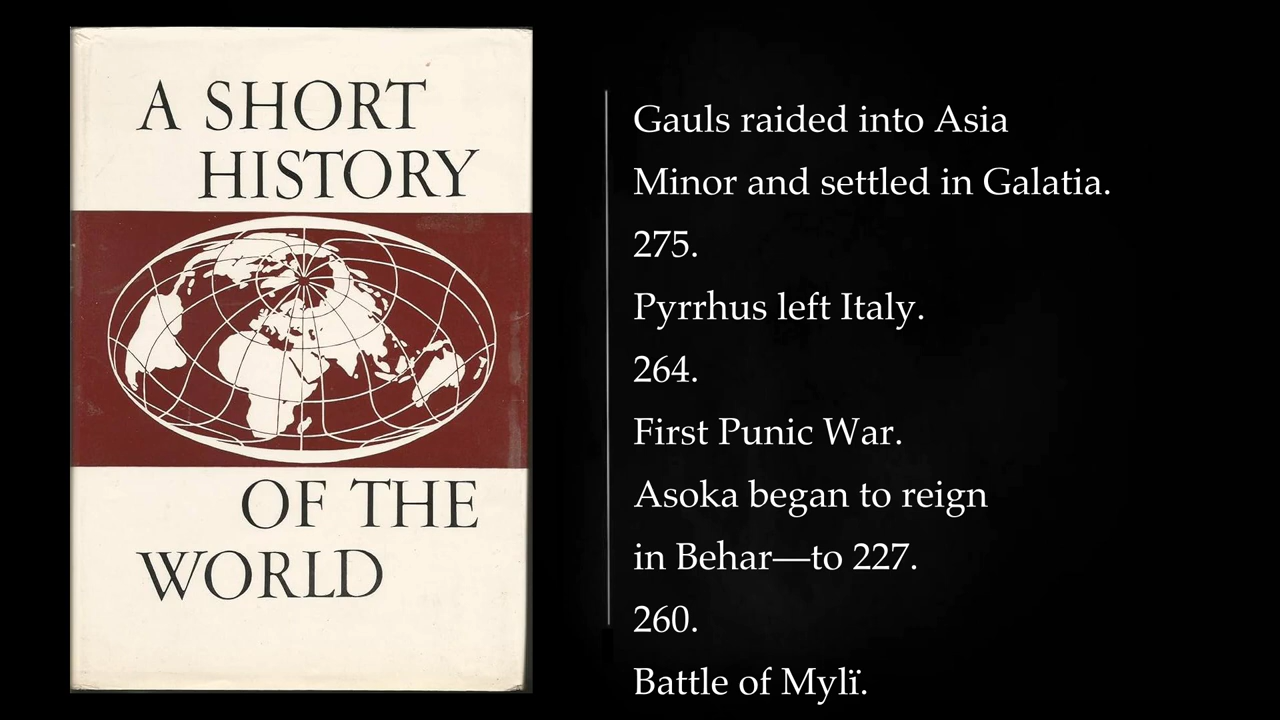 A SHORT
HISTORY
OF THE
WORLD
Gauls raided into Asia
Minor and settled in Galatia.
275.
Pyrrhus left Italy.
264.
First Punic War.
Asoka began to reign
in Behar—to 227.
260.
Battle of Mylï.